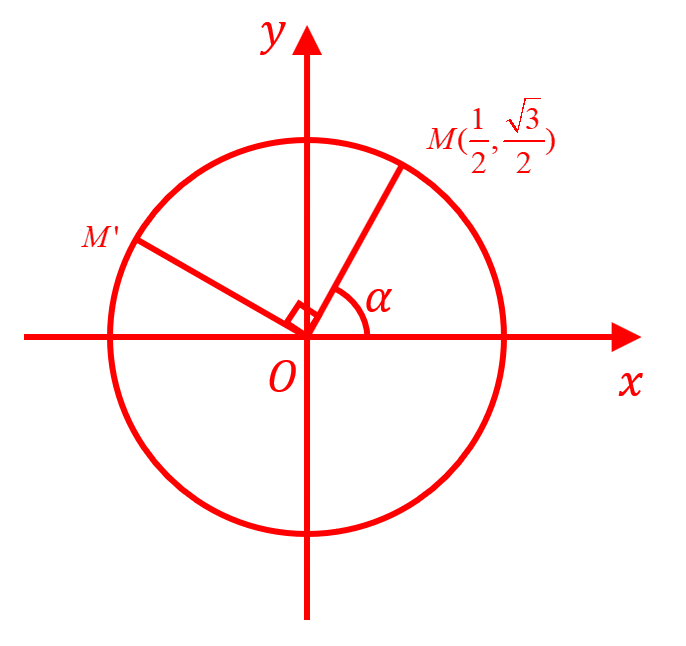 y
M(1/2, √3/2)
M'
α
O
x